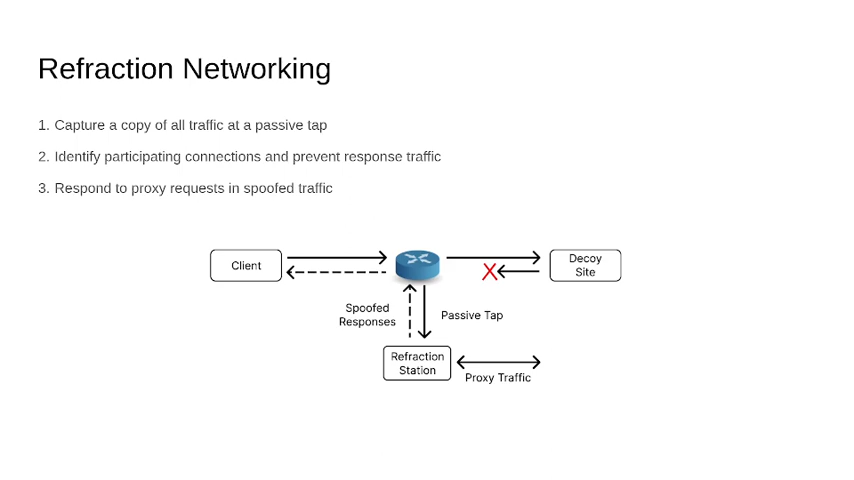 Refraction Networking
1. Capture a copy of all traffic at a passive tap
2. Identify participating connections and prevent response traffic
3. Respond to proxy requests in spoofed traffic
Client
Decoy
Site
Spoofed
Responses
Passive Tap
Refraction
Station
Proxy Traffic